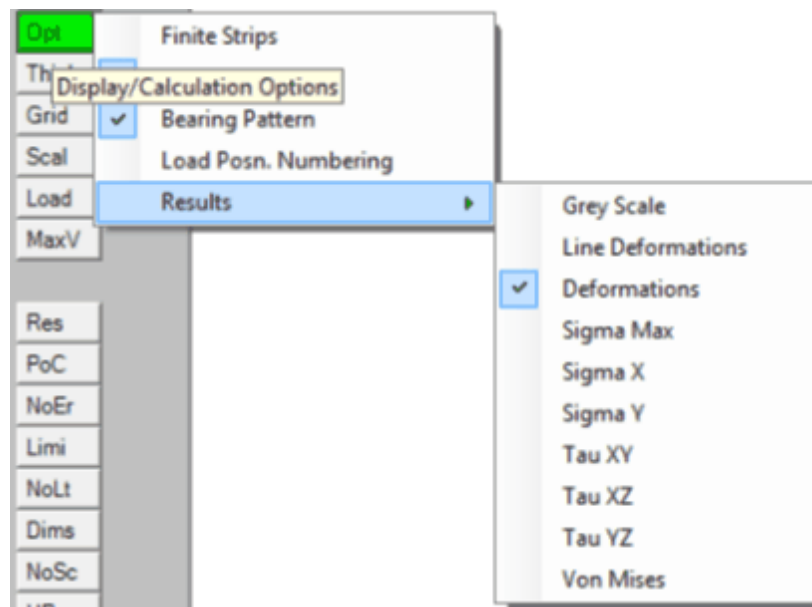 Opt
Finite Strips
Display/Calculation Options
Grid
Bearing Pattern
Scal
Load Posn. Numbering
Load
Results
Grey Scale
MaxV
Line Deformations
Deformations
Res
Sigma Max
PoC
Sigma X
NoEr
Sigma Y
Limi
Tau XY
NoLt
Tau XZ
Dims
Tau YZ
NoSc
Von Mises